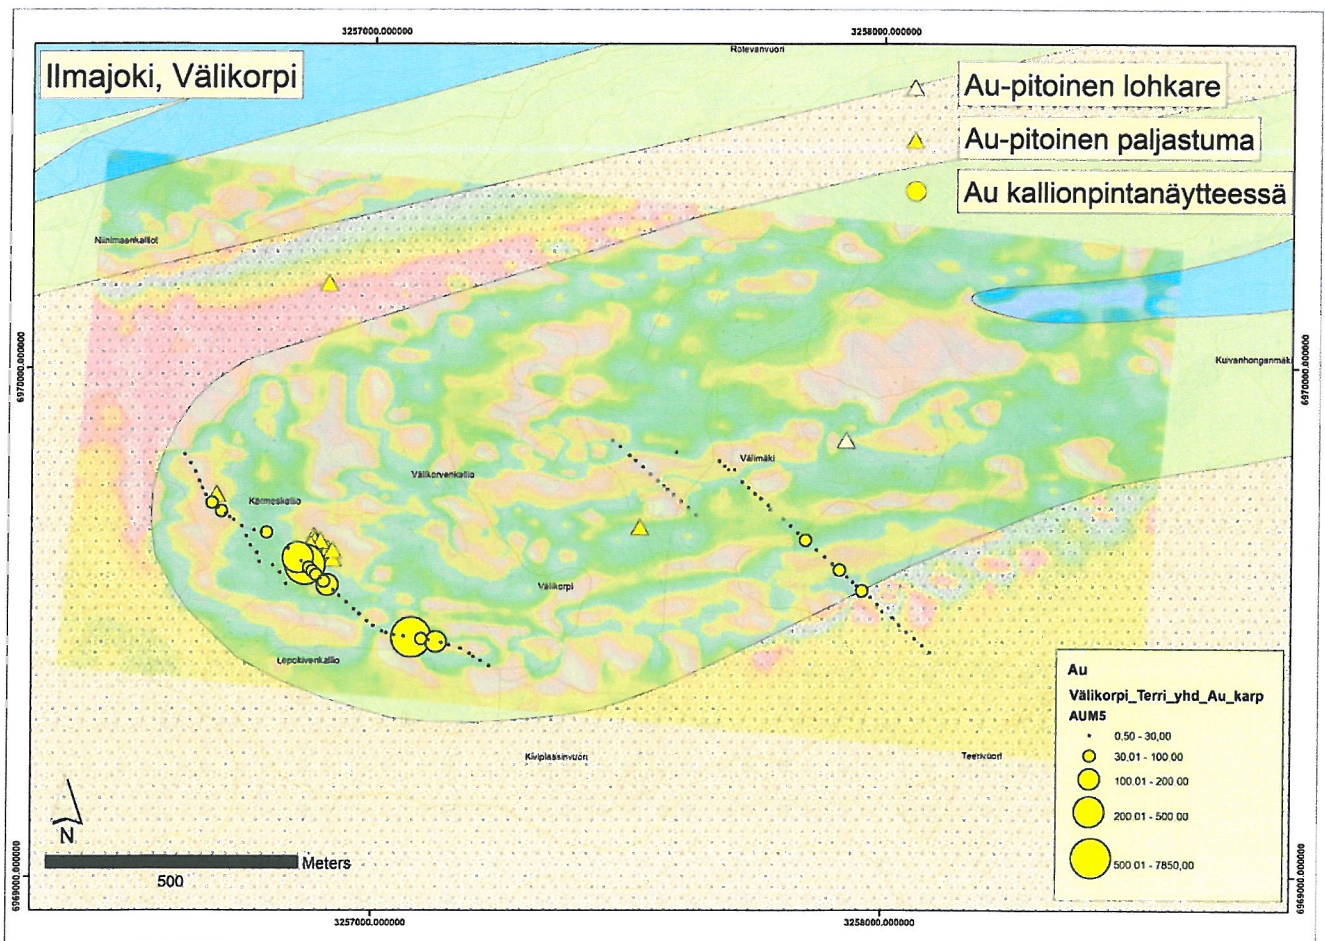 3257000.000000
3258000.000000
Rotevanvuori
Ilmajoki, Välikorpi
Au-pitoinen lohkare
Au-pitoinen paljastuma
Au kallionpintanäytteessä
Niinimaankalliot
6970000.000000
Kuivanhonganmäki
6970000.000000
Välimäki
Välikorvenkallio
Kärmeskallio
Välikorpi
Lepokivenkallio
Kiviplassinvuori
Teerivuori
Au
Välikorpi_Terri_yhd_Au_karp
AUM5
0,50 - 30,00
30,01 - 100,00
100,01 - 200,00
200,01 - 500,00
500,01 - 7850,00
N
Meters
500
6969000.000000
6969000.000000
3257000.000000
3258000.000000